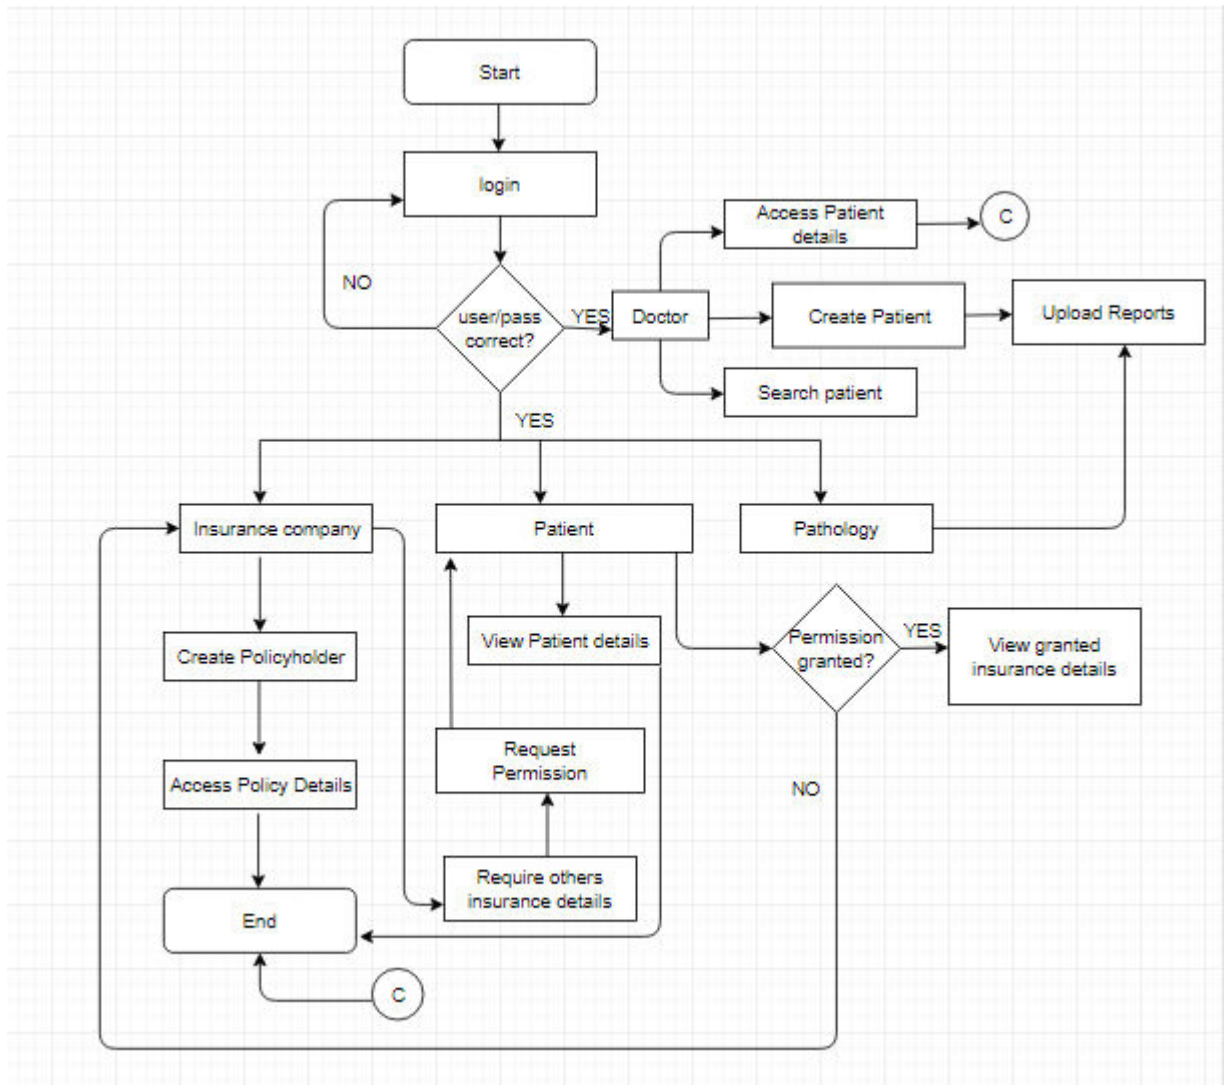 Start
login
Access Patient
details
C
NO
user/pass
correct?
YES
Doctor
Create Patient
Upload Reports
Search patient
YES
Insurance company
Patient
Pathology
View Patient details
Permission
granted?
YES
View granted
insurance details
Create Policyholder
Request
Permission
Access Policy Details
NO
Require others
insurance details
End
C